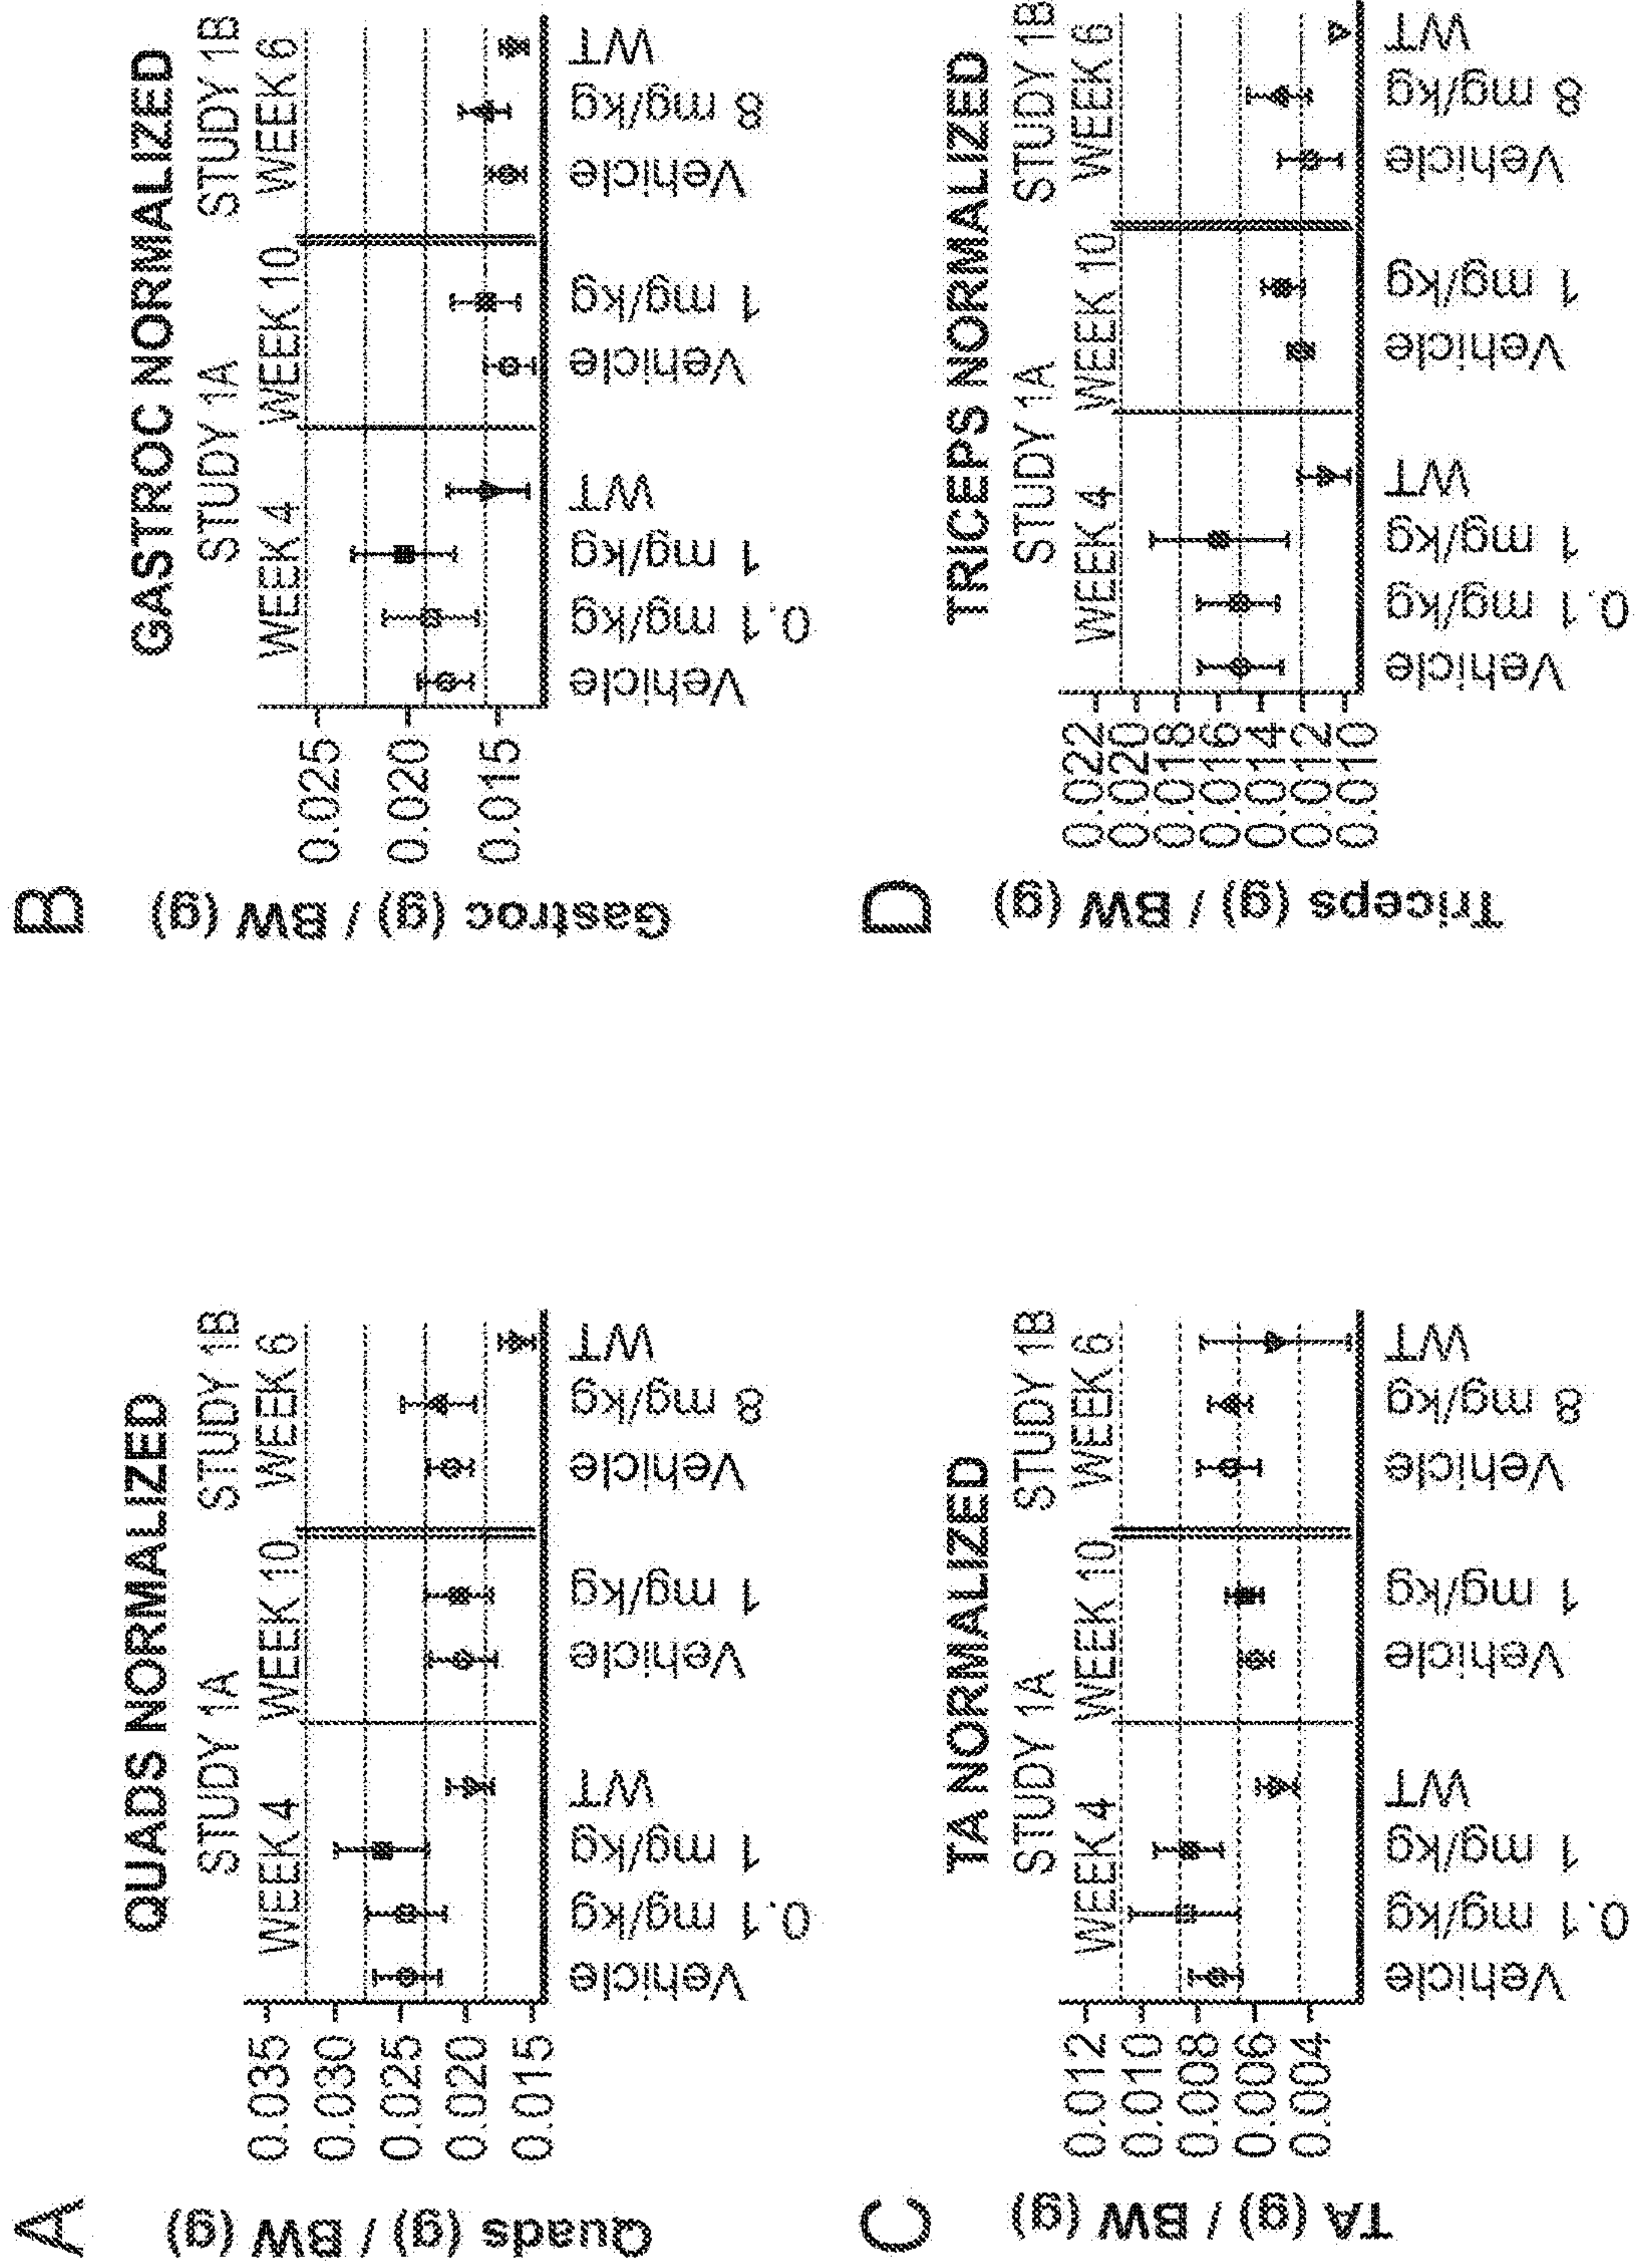 A
QUADS NORMALIZED
STUDY 1A STUDY 1B
WEEK 4 WEEK 10 WEEK 6
Quads (g) / BW (g)
0.035
0.030
0.025
0.020
0.015
Vehicle
0.1 mg/kg
1 mg/kg
WT
Vehicle
1 mg/kg
Vehicle
8 mg/kg
WT
B
GASTROC NORMALIZED
STUDY 1A STUDY 1B
WEEK 4 WEEK 10 WEEK 6
Gastroc (g) / BW (g)
0.025
0.020
0.015
Vehicle
0.1 mg/kg
1 mg/kg
WT
Vehicle
1 mg/kg
Vehicle
8 mg/kg
WT
C
TA NORMALIZED
STUDY 1A STUDY 1B
WEEK 4 WEEK 10 WEEK 6
TA (g) / BW (g)
0.012
0.010
0.008
0.006
0.004
Vehicle
0.1 mg/kg
1 mg/kg
WT
Vehicle
1 mg/kg
Vehicle
8 mg/kg
WT
D
TRICEPS NORMALIZED
STUDY 1A STUDY 1B
WEEK 4 WEEK 10 WEEK 6
Triceps (g) / BW (g)
0.022
0.020
0.018
0.016
0.014
0.012
0.010
Vehicle
0.1 mg/kg
1 mg/kg
WT
Vehicle
1 mg/kg
Vehicle
8 mg/kg
WT